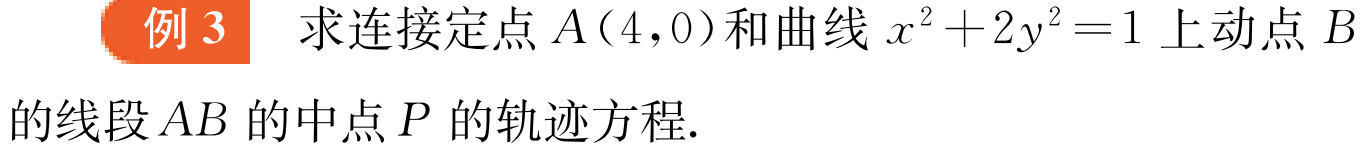 例 3 求连接定点 A(4,0)和曲线 x²+2y²=1 上动点 B
的线段 AB 的中点 P 的轨迹方程.